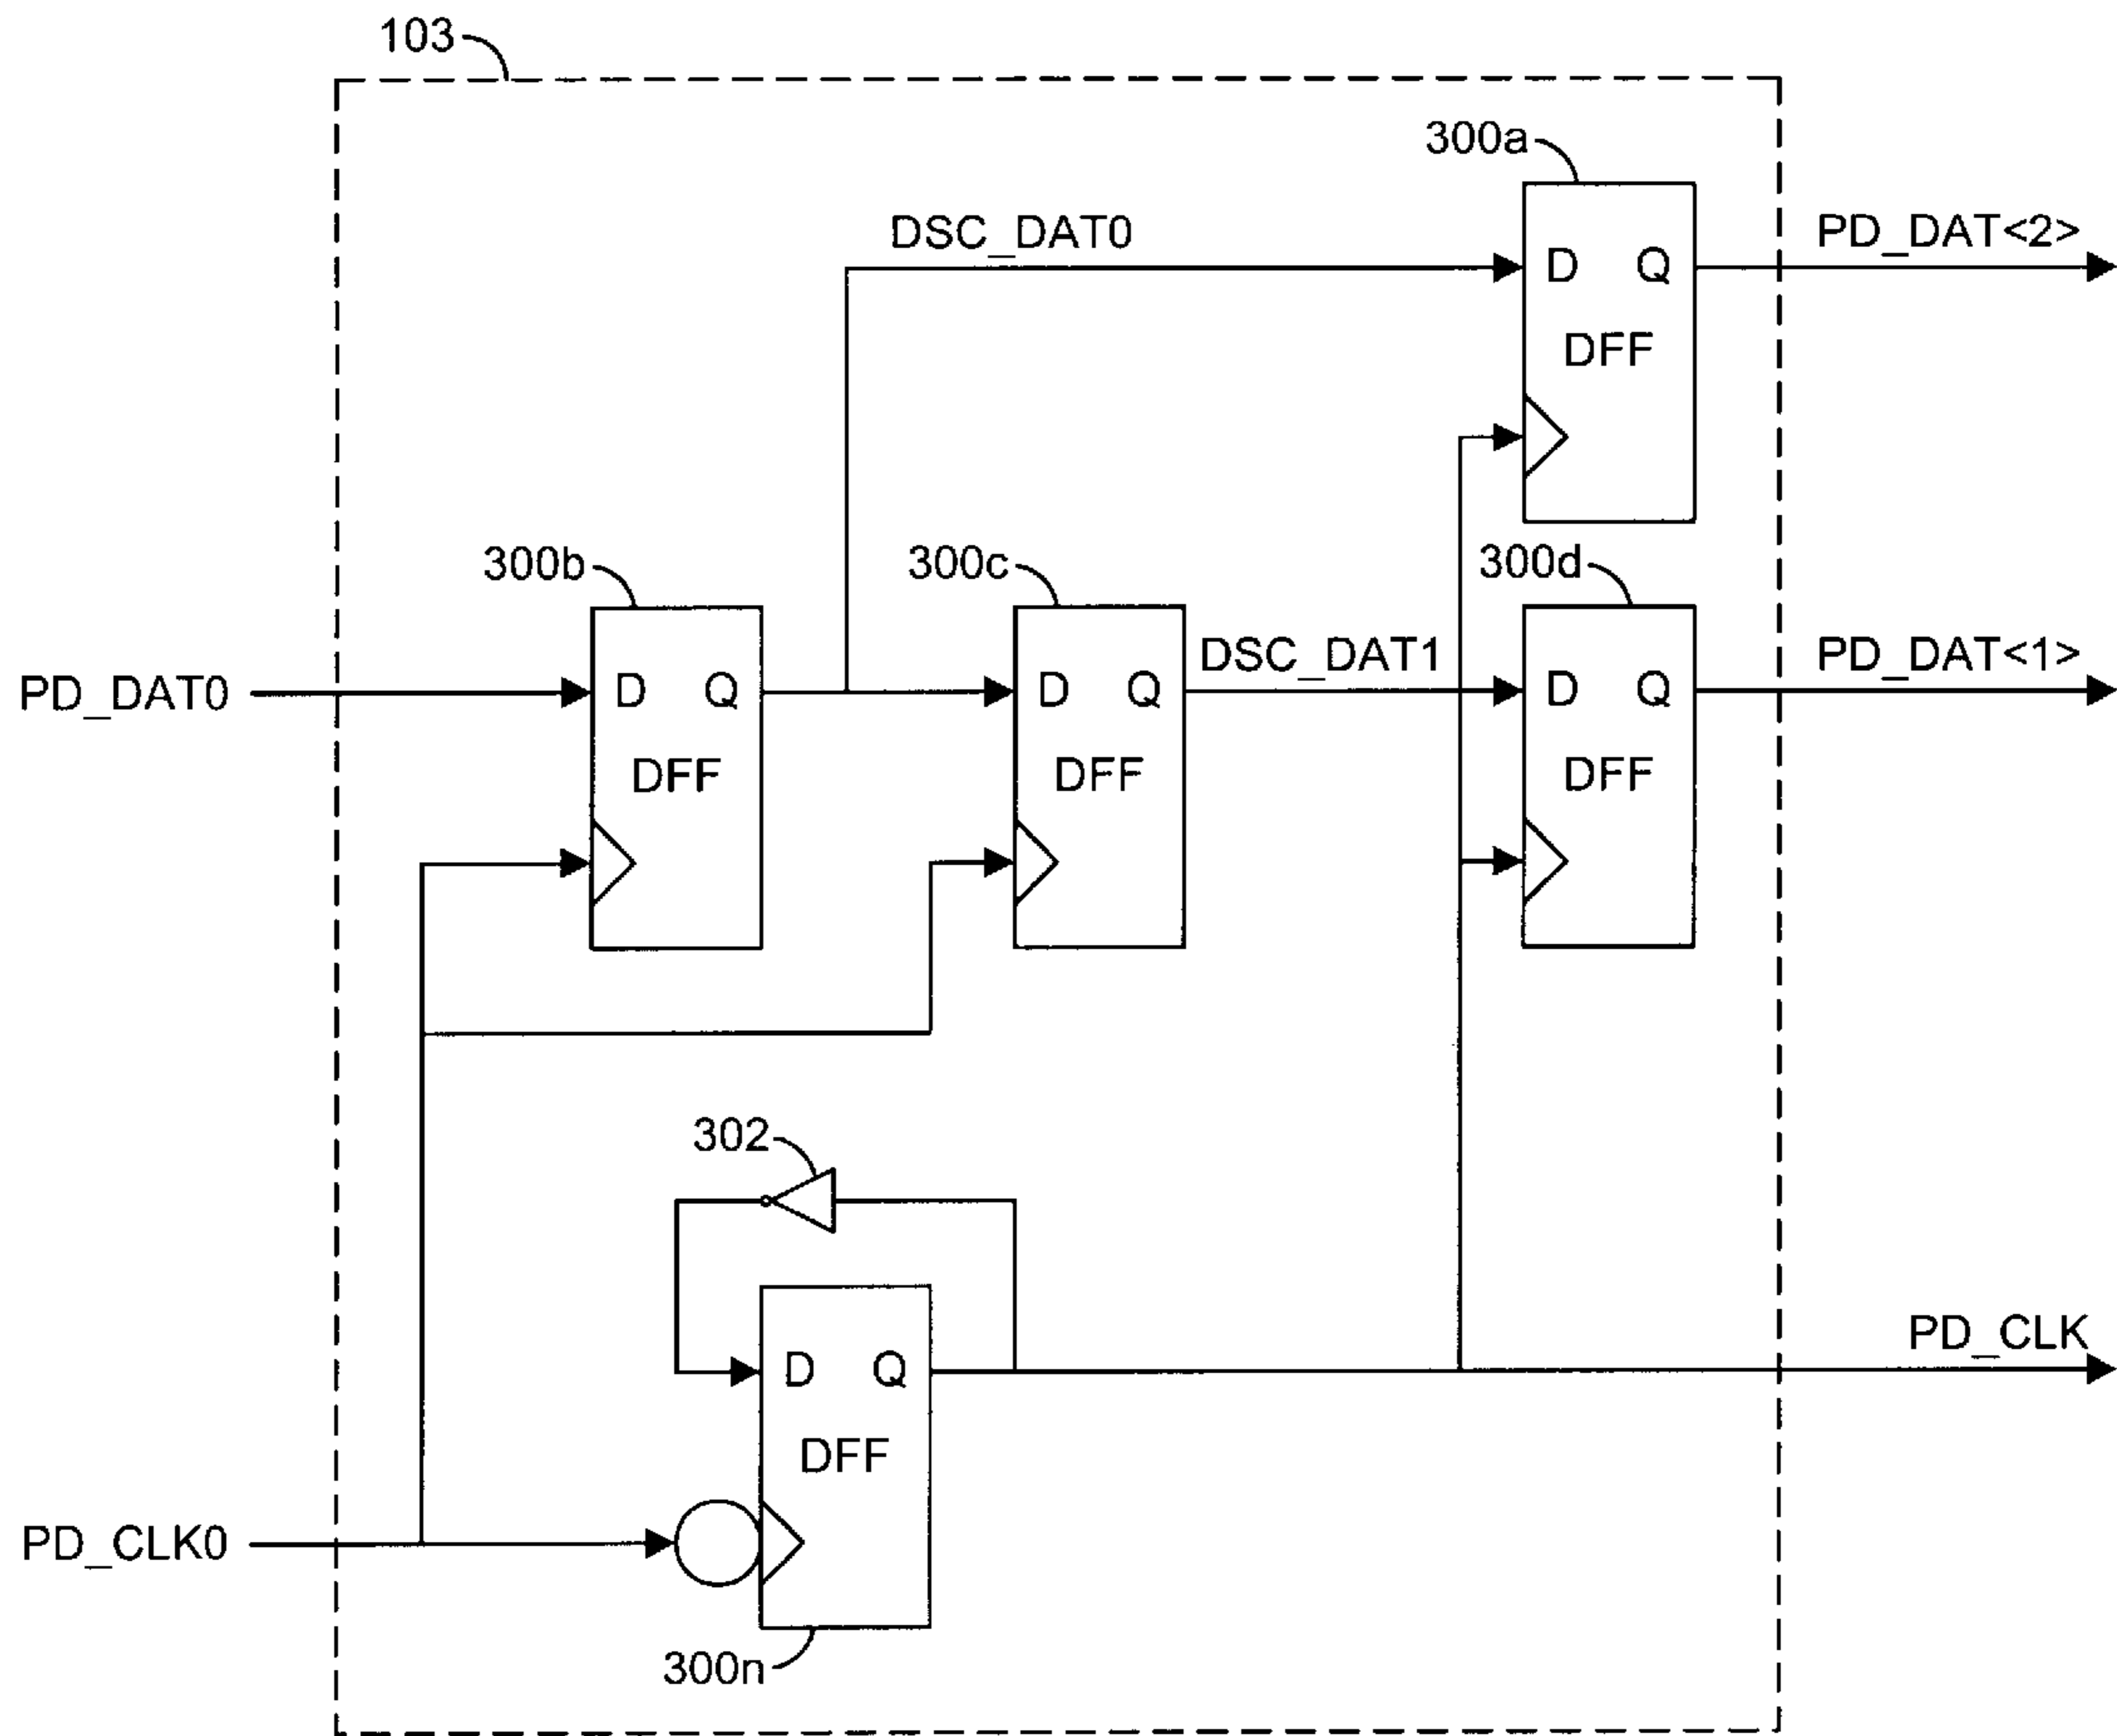 103
300a
DSC_DAT0
PD_DAT<2>
D Q
DFF
300b
300c
300d
DSC_DAT1
PD_DAT<1>
PD_DAT0
D Q
D Q
D Q
DFF
DFF
DFF
302
PD_CLK
D Q
DFF
PD_CLK0
300n